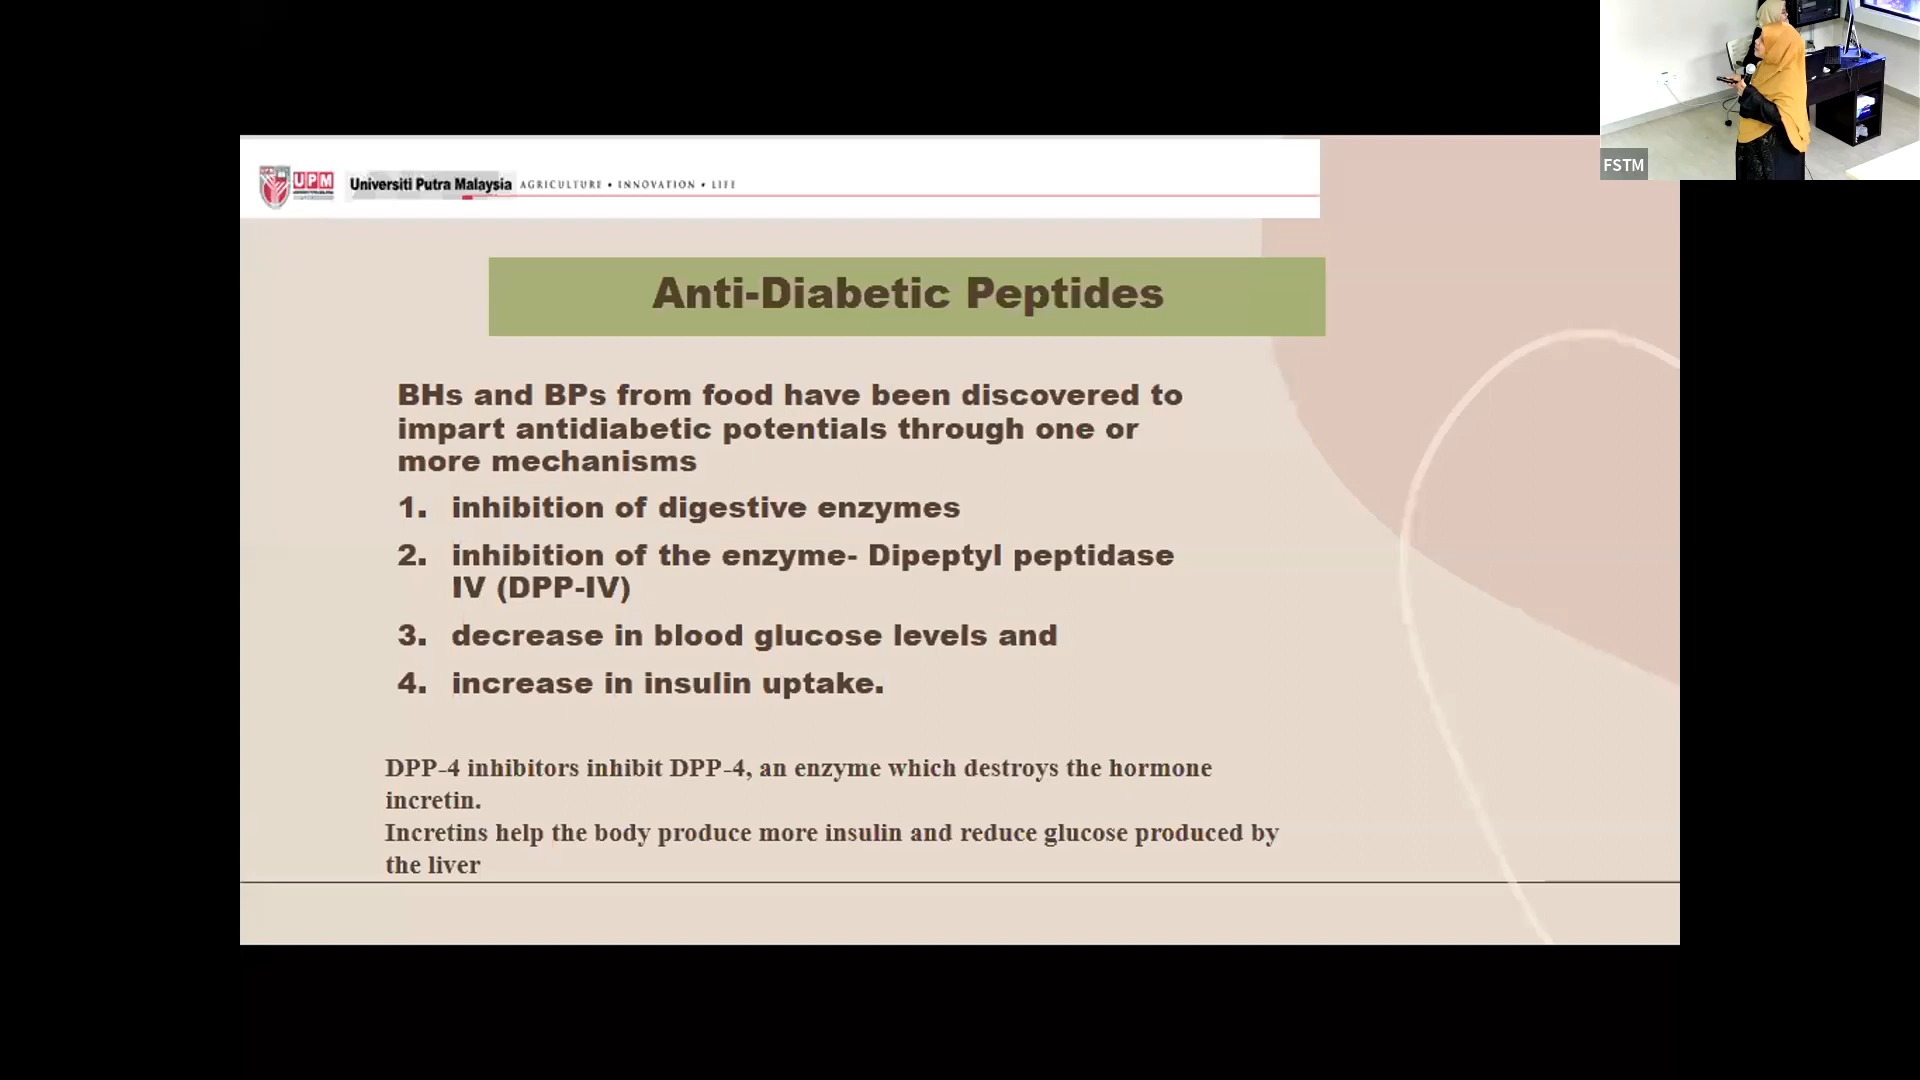 UPM
Universiti Putra Malaysia AGRICULTURE • INNOVATION • LIFE
FSTM
Anti-Diabetic Peptides
BHs and BPs from food have been discovered to
impart antidiabetic potentials through one or
more mechanisms
1. inhibition of digestive enzymes
2. inhibition of the enzyme- Dipeptyl peptidase
IV (DPP-IV)
3. decrease in blood glucose levels and
4. increase in insulin uptake.
DPP-4 inhibitors inhibit DPP-4, an enzyme which destroys the hormone
incretin.
Incretins help the body produce more insulin and reduce glucose produced by
the liver